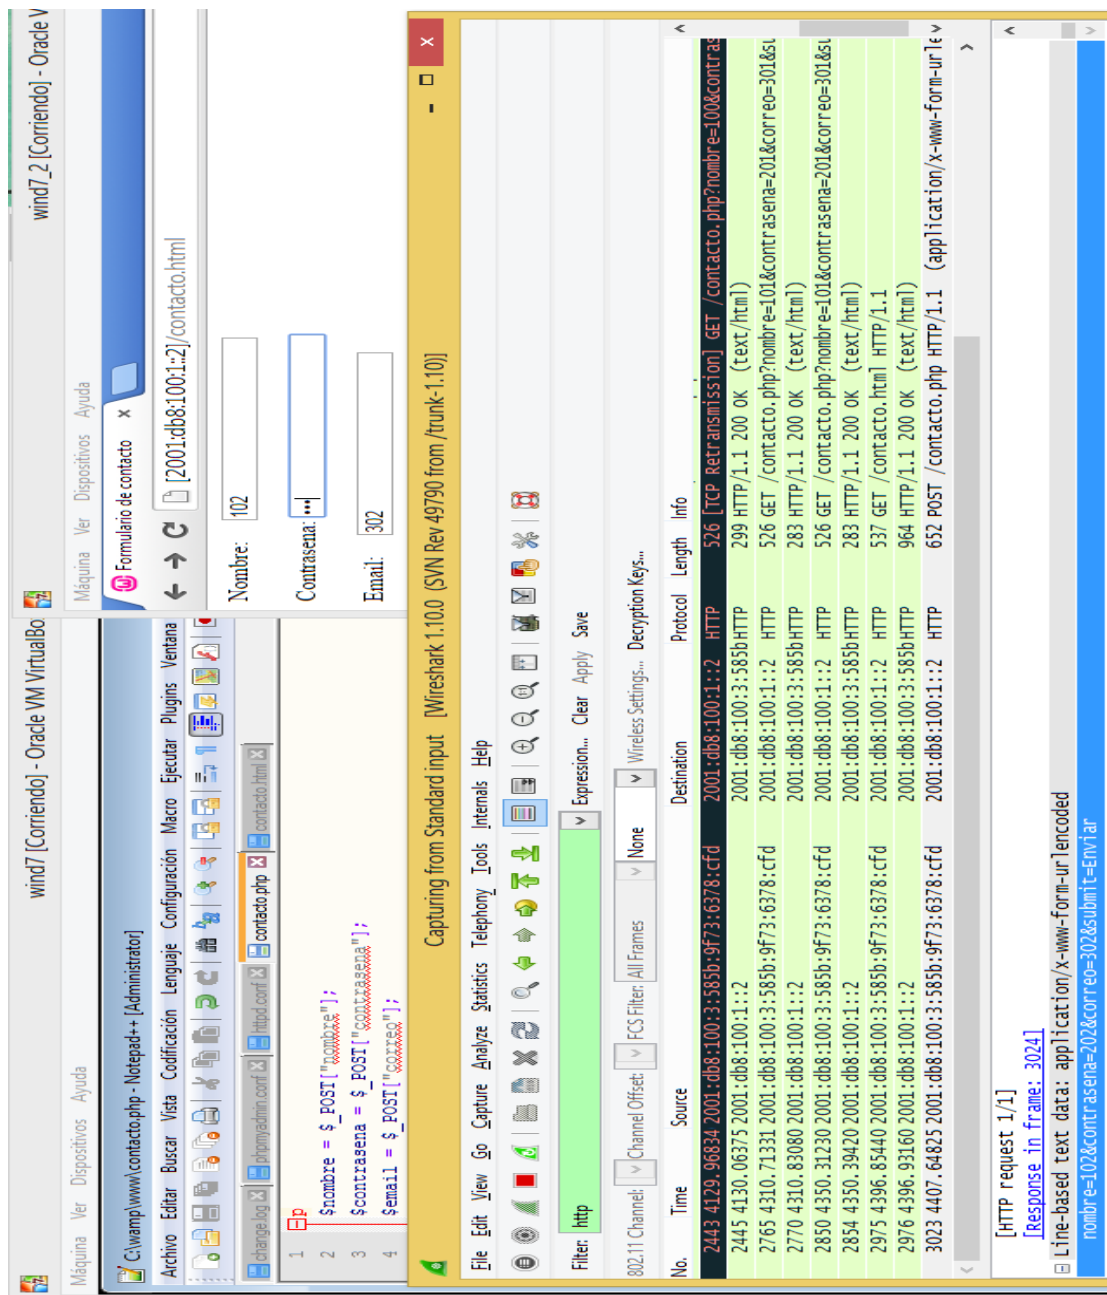 wind7 [Corriendo] - Oracle VM VirtualBo
Máquina Ver Dispositivos Ayuda
C:\wamp\www\contacto.php - Notepad++ [Administrator]
Archivo Editar Buscar Vista Codificación Lenguaje Configuración Macro Ejecutar Plugins Ventana
change.log phpmyadmin.conf httpd.conf contacto.php contacto.html
1 p
2 $nombre = $_POST["nombre"];
3 $contrasena = $_POST["contrasena"];
4 $email = $_POST["correo"];
wind7_2 [Corriendo] - Oracle V
Máquina Ver Dispositivos Ayuda
Formulario de contacto
[2001:db8:100:1::2]/contacto.html
Nombre: 102
Contrasena: •••
Email: 302
Capturing from Standard input [Wireshark 1.10.0 (SVN Rev 49790 from /trunk-1.10)]
File Edit View Go Capture Analyze Statistics Telephony Tools Internals Help
Filter: http Expression... Clear Apply Save
802.11 Channel: Channel Offset: FCS Filter: All Frames None Wireless Settings... Decryption Keys...
No. Time Source Destination Protocol Length Info
2443 4129.96834 2001:db8:100:3:585b:9f73:6378:cfd 2001:db8:100:1::2 HTTP 526 [TCP Retransmission] GET /contacto.php?nombre=100&contras
2445 4130.06375 2001:db8:100:1::2 2001:db8:100:3:585b HTTP 299 HTTP/1.1 200 OK (text/html)
2765 4310.71331 2001:db8:100:3:585b:9f73:6378:cfd 2001:db8:100:1::2 HTTP 526 GET /contacto.php?nombre=101&contrasena=201&correo=301&su
2770 4310.83080 2001:db8:100:1::2 2001:db8:100:3:585b HTTP 283 HTTP/1.1 200 OK (text/html)
2850 4350.31230 2001:db8:100:3:585b:9f73:6378:cfd 2001:db8:100:1::2 HTTP 526 GET /contacto.php?nombre=101&contrasena=201&correo=301&su
2854 4350.39420 2001:db8:100:1::2 2001:db8:100:3:585b HTTP 283 HTTP/1.1 200 OK (text/html)
2975 4396.85440 2001:db8:100:3:585b:9f73:6378:cfd 2001:db8:100:1::2 HTTP 537 GET /contacto.html HTTP/1.1
2976 4396.93160 2001:db8:100:1::2 2001:db8:100:3:585b HTTP 964 HTTP/1.1 200 OK (text/html)
3023 4407.64825 2001:db8:100:3:585b:9f73:6378:cfd 2001:db8:100:1::2 HTTP 652 POST /contacto.php HTTP/1.1 (application/x-www-form-urle
[HTTP request 1/1]
[Response in frame: 3024]
Line-based text data: application/x-www-form-urlencoded
nombre=102&contrasena=202&correo=302&submit=Enviar